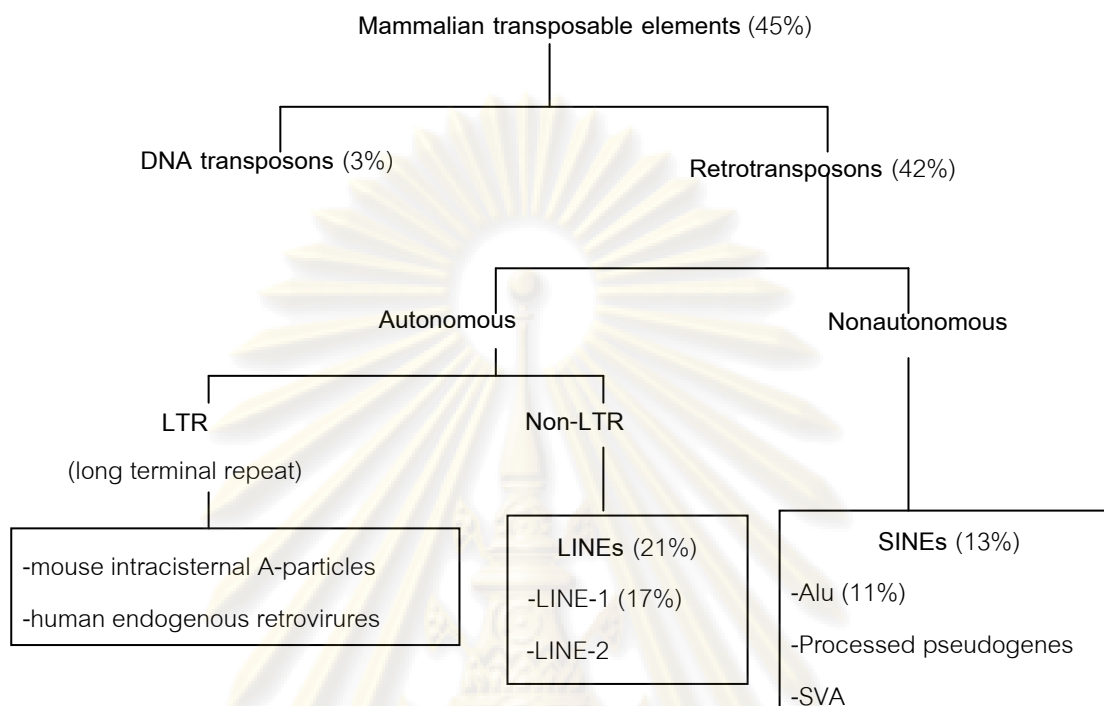 Mammalian transposable elements (45%)
DNA transposons (3%)
Retrotransposons (42%)
Autonomous
Nonautonomous
LTR
(long terminal repeat)
Non-LTR
-mouse intracisternal A-particles
-human endogenous retrovirures
LINEs (21%)
-LINE-1 (17%)
-LINE-2
SINEs (13%)
-Alu (11%)
-Processed pseudogenes
-SVA